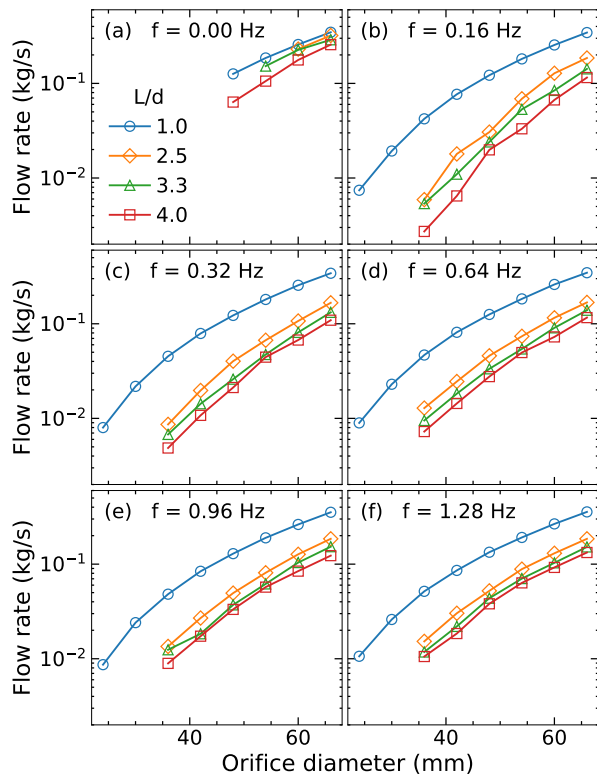 (a) f = 0.00 Hz
(b) f = 0.16 Hz
L/d
1.0
2.5
3.3
4.0
Flow rate (kg/s)
10⁻¹
10⁻²
(c) f = 0.32 Hz
(d) f = 0.64 Hz
Flow rate (kg/s)
10⁻¹
10⁻²
(e) f = 0.96 Hz
(f) f = 1.28 Hz
Flow rate (kg/s)
10⁻¹
10⁻²
40 60 40 60
Orifice diameter (mm)